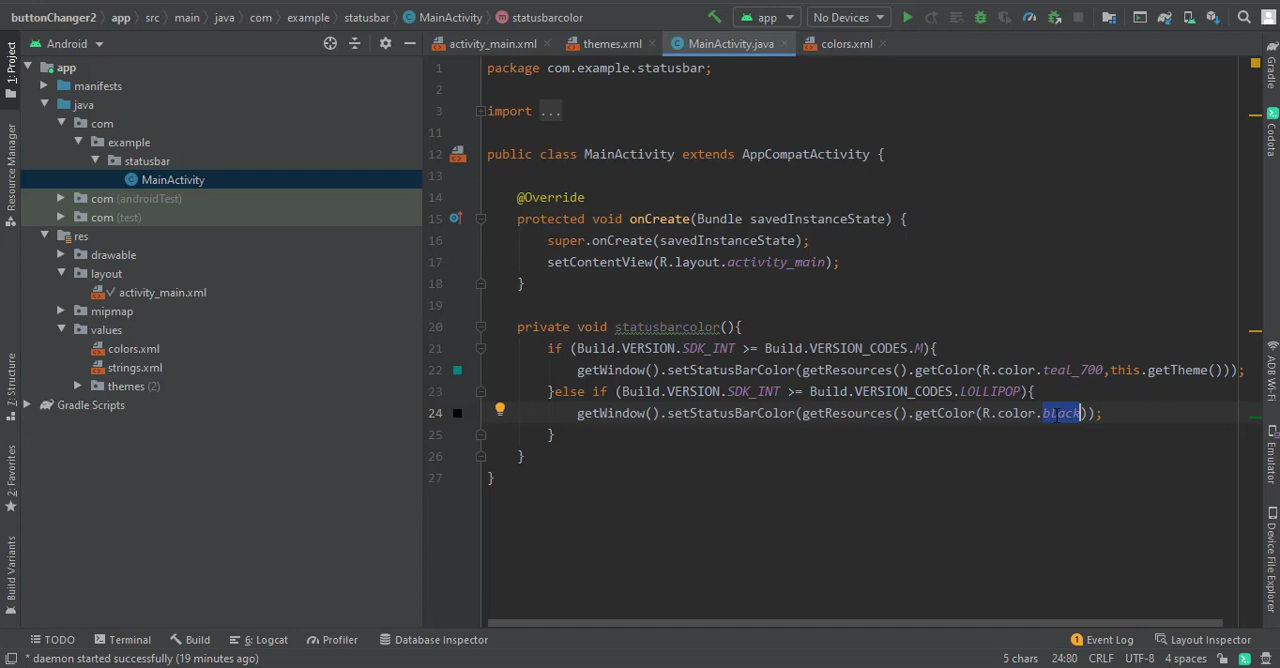 buttonChanger2 app src main java com example statusbar MainActivity statusbarcolor app No Devices
Android
activity_main.xml themes.xml MainActivity.java colors.xml
1: Project
Resource Manager
7: Structure
2: Favorites
Build Variants
app
manifests
java
com
example
statusbar
MainActivity
com (androidTest)
com (test)
res
drawable
layout
activity_main.xml
mipmap
values
colors.xml
strings.xml
themes (2)
Gradle Scripts
1 package com.example.statusbar;
2
3 import ...
11
12 public class MainActivity extends AppCompatActivity {
13
14 @Override
15 protected void onCreate(Bundle savedInstanceState) {
16 super.onCreate(savedInstanceState);
17 setContentView(R.layout.activity_main);
18 }
19
20 private void statusbarcolor(){
21 if (Build.VERSION.SDK_INT >= Build.VERSION_CODES.M){
22 getWindow().setStatusBarColor(getResources().getColor(R.color.teal_700,this.getTheme()));
23 }else if (Build.VERSION.SDK_INT >= Build.VERSION_CODES.LOLLIPOP){
24 getWindow().setStatusBarColor(getResources().getColor(R.color.black));
25 }
26 }
27 }
Gradle
Codota
Emulator
ADB Wi-Fi
Device File Explorer
TODO Terminal Build 6: Logcat Profiler Database Inspector 1 Event Log Layout Inspector
* daemon started successfully (19 minutes ago) 5 chars 24:80 CRLF UTF-8 4 spaces